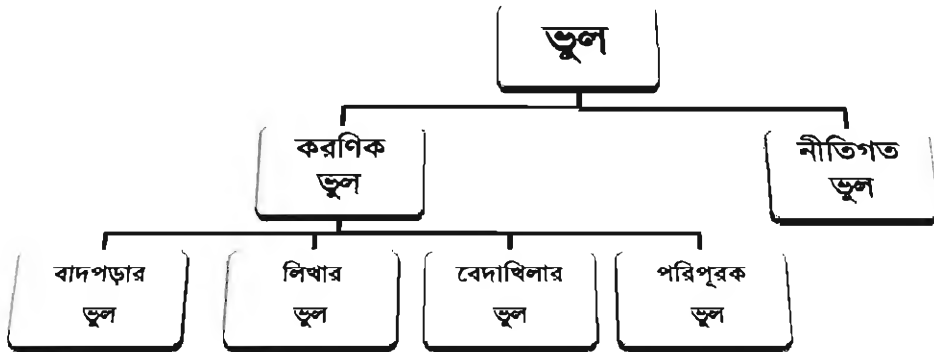 ভুল
করণিক
ভুল
নীতিগত
ভুল
বাদপড়ার
ভুল
লিখার
ভুল
বেদাখিলার
ভুল
পরিপূরক
ভুল